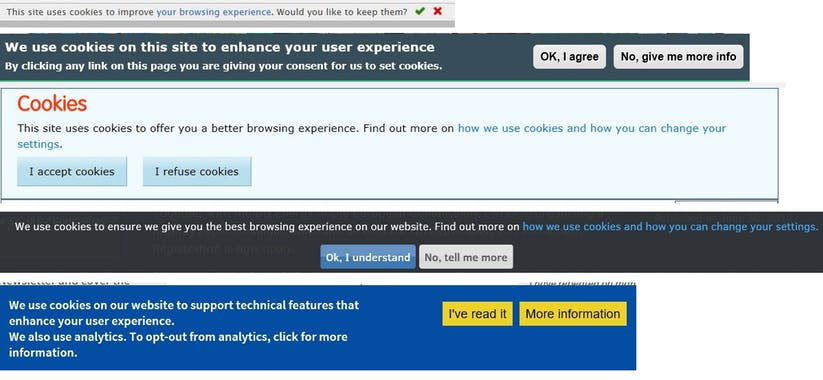 This site uses cookies to improve your browsing experience. Would you like to keep them?
We use cookies on this site to enhance your user experience
By clicking any link on this page you are giving your consent for us to set cookies.
OK, I agree
No, give me more info
Cookies
This site uses cookies to offer you a better browsing experience. Find out more on how we use cookies and how you can change your
settings.
I accept cookies
I refuse cookies
We use cookies to ensure we give you the best browsing experience on our website. Find out more on how we use cookies and how you can change your settings.
Ok, I understand
No, tell me more
Newsletter and cover the
We use cookies on our website to support technical features that
enhance your user experience.
We also use analytics. To opt-out from analytics, click for more
information.
I've read it
More information